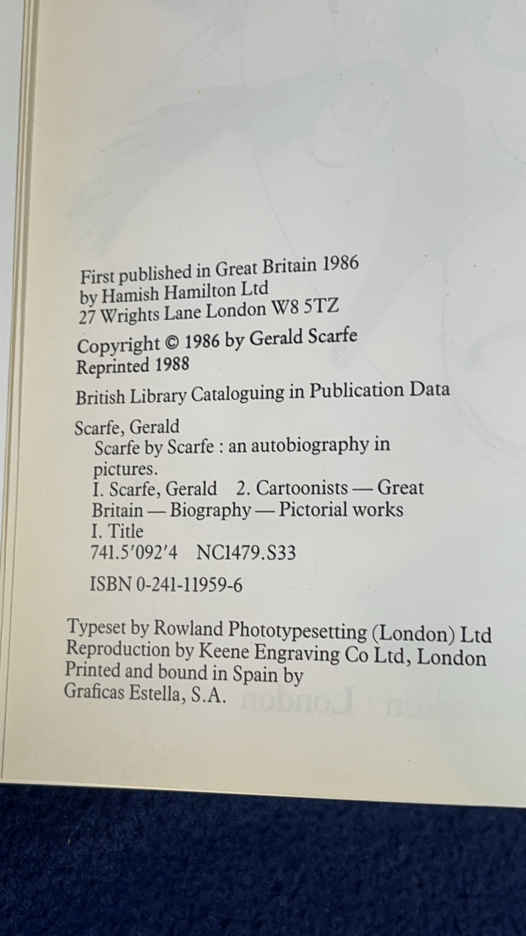 First published in Great Britain 1986
by Hamish Hamilton Ltd
27 Wrights Lane London W8 5TZ
Copyright © 1986 by Gerald Scarfe
Reprinted 1988
British Library Cataloguing in Publication Data
Scarfe, Gerald
Scarfe by Scarfe : an autobiography in
pictures.
I. Scarfe, Gerald 2. Cartoonists — Great
Britain — Biography — Pictorial works
I. Title
741.5′092′4 NC1479.S33
ISBN 0-241-11959-6
Typeset by Rowland Phototypesetting (London) Ltd
Reproduction by Keene Engraving Co Ltd, London
Printed and bound in Spain by
Graficas Estella, S.A.
London